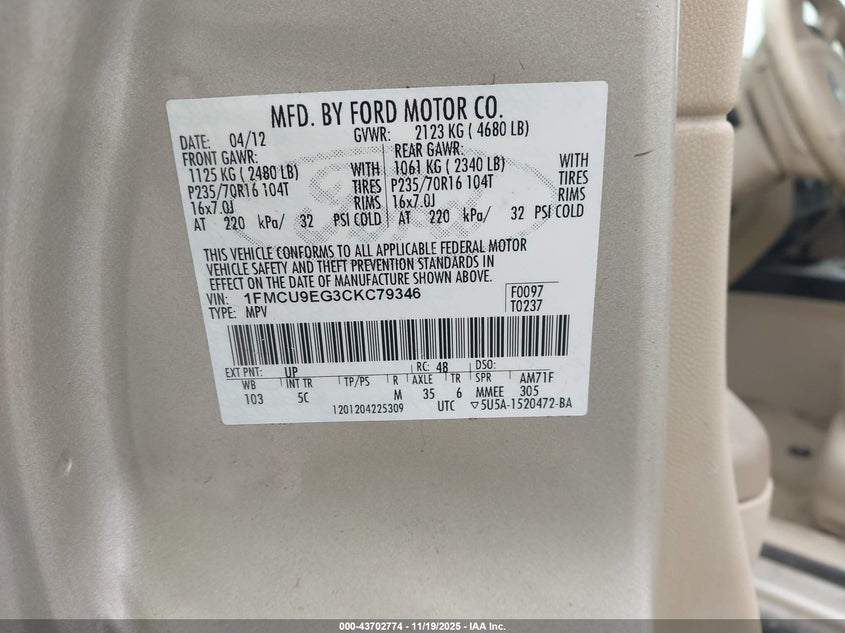 MFD. BY FORD MOTOR CO.
DATE: 04/12 GVWR: 2123 KG ( 4680 LB)
FRONT GAWR: REAR GAWR:
1125 KG ( 2480 LB) WITH 1061 KG ( 2340 LB) WITH
P235/70R16 104T TIRES P235/70R16 104T TIRES
16x7.0J RIMS 16x7.0J RIMS
AT 220 kPa/ 32 PSI COLD AT 220 kPa/ 32 PSI COLD
THIS VEHICLE CONFORMS TO ALL APPLICABLE FEDERAL MOTOR
VEHICLE SAFETY AND THEFT PREVENTION STANDARDS IN
EFFECT ON THE DATE OF MANUFACTURE SHOWN ABOVE.
VIN: 1FMCU9EG3CKC79346 F0097
TYPE: MPV T0237
EXT PNT: UP RC: 48 DSO:
WB INT TR TP/PS R AXLE TR SPR AM71F
103 5C M 35 6 MMEE 305
1201204225309 UTC ▽5U5A-1520472-BA
000-43702774 - 11/19/2025 - IAA Inc.